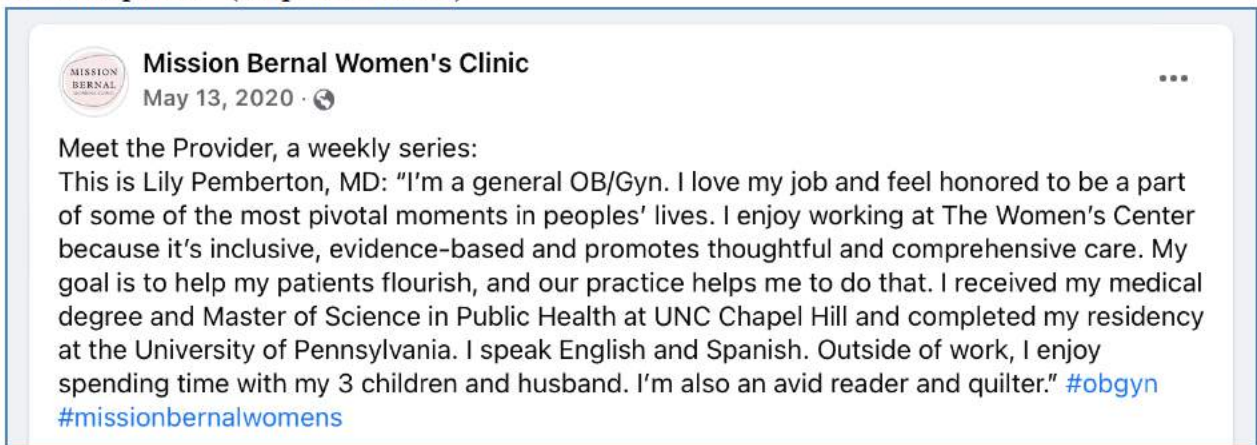 MISSION
BERNAL
Mission Bernal Women's Clinic
May 13, 2020 ·
Meet the Provider, a weekly series:
This is Lily Pemberton, MD: “I’m a general OB/Gyn. I love my job and feel honored to be a part
of some of the most pivotal moments in peoples’ lives. I enjoy working at The Women’s Center
because it’s inclusive, evidence-based and promotes thoughtful and comprehensive care. My
goal is to help my patients flourish, and our practice helps me to do that. I received my medical
degree and Master of Science in Public Health at UNC Chapel Hill and completed my residency
at the University of Pennsylvania. I speak English and Spanish. Outside of work, I enjoy
spending time with my 3 children and husband. I’m also an avid reader and quilter.” #obgyn
#missionbernalwomens